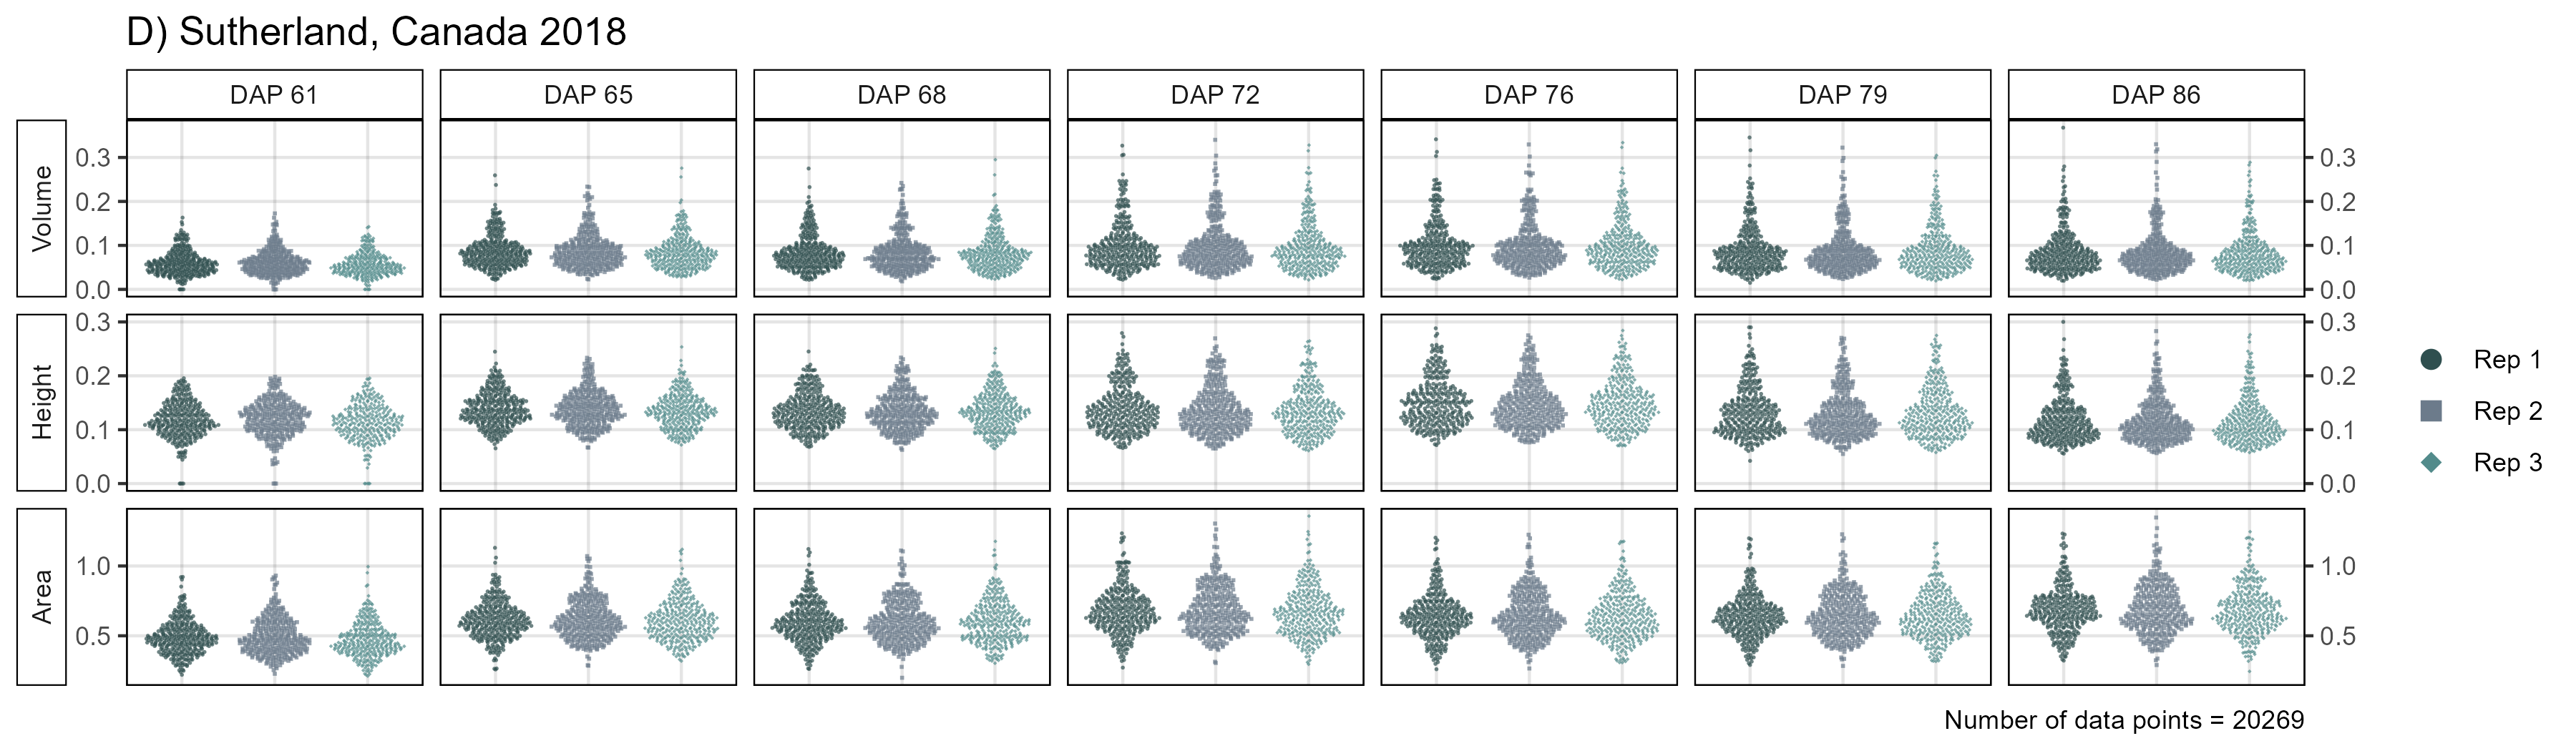 D) Sutherland, Canada 2018
DAP 61 DAP 65 DAP 68 DAP 72 DAP 76 DAP 79 DAP 86
Volume
0.3 0.3
0.2 0.2
0.1 0.1
0.0 0.0
Height
0.3 0.3
0.2 0.2
0.1 0.1
0.0 0.0
Area
1.0 1.0
0.5 0.5
Rep 1
Rep 2
Rep 3
Number of data points = 20269